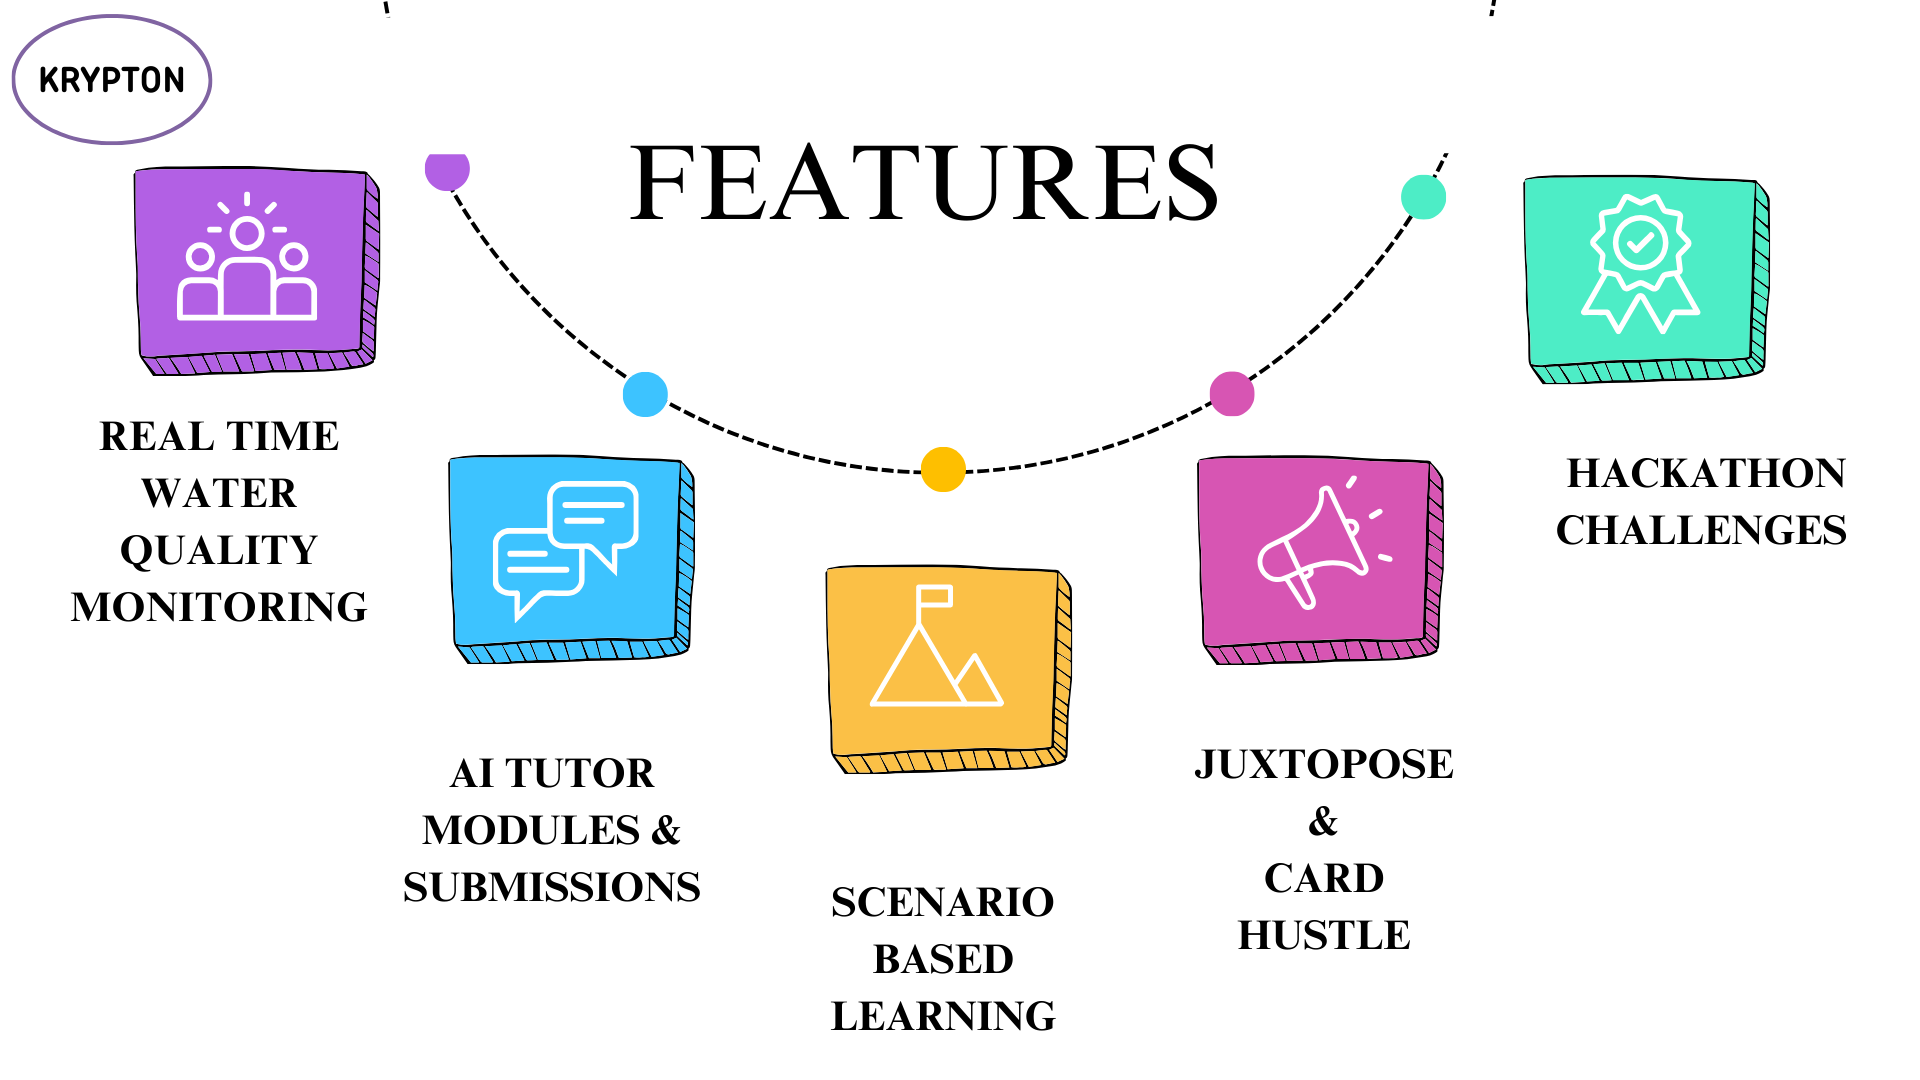 KRYPTON
FEATURES
REAL TIME
WATER
QUALITY
MONITORING
AI TUTOR
MODULES &
SUBMISSIONS
SCENARIO
BASED
LEARNING
JUXTOPOSE
&
CARD
HUSTLE
HACKATHON
CHALLENGES